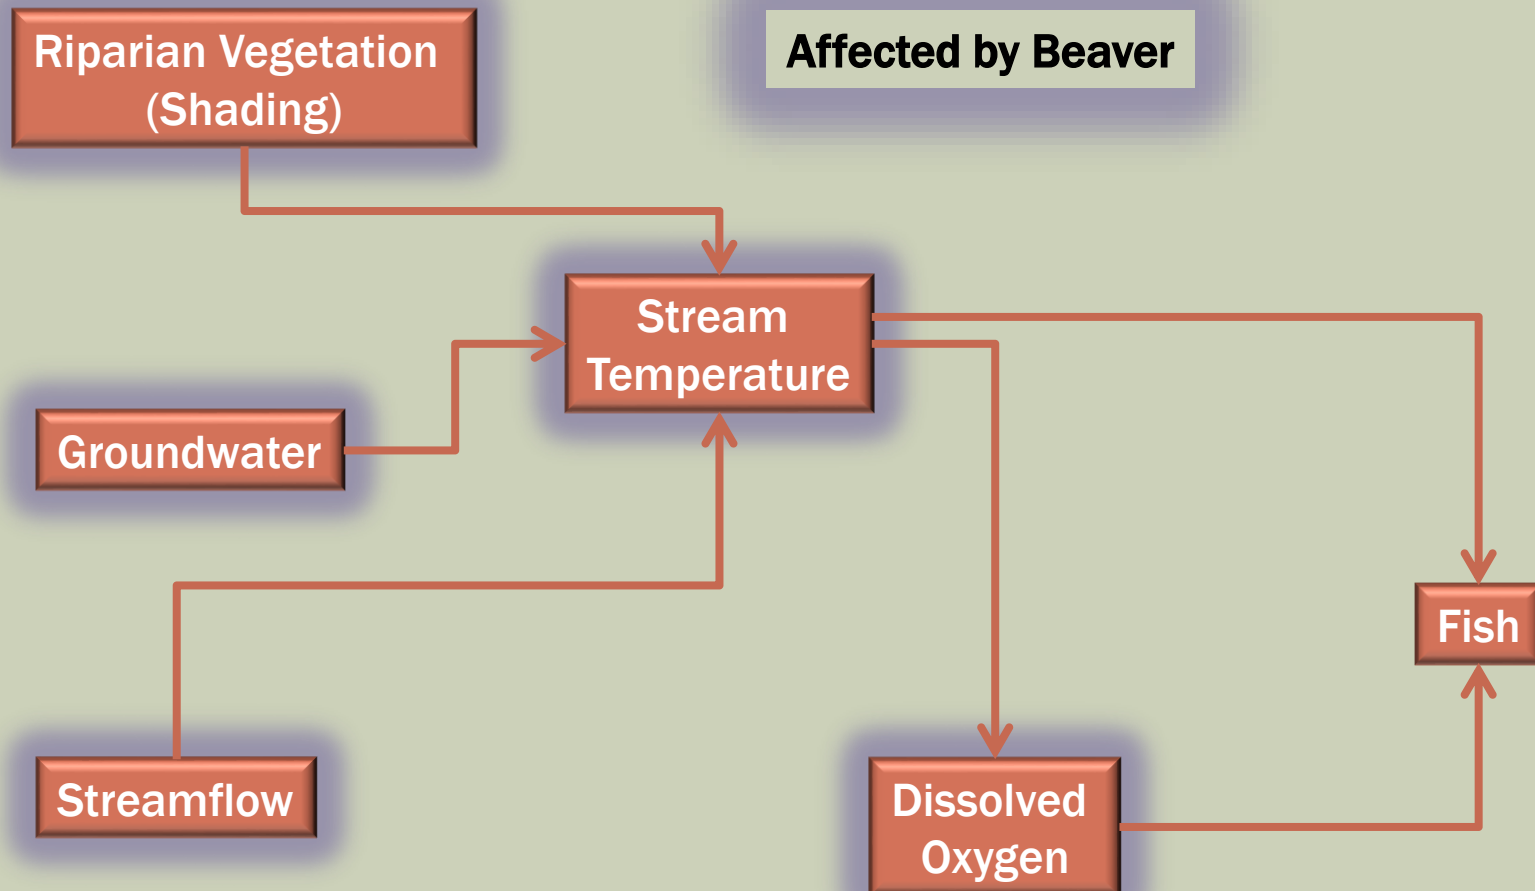 Riparian Vegetation
(Shading)
Affected by Beaver
Stream
Temperature
Groundwater
Fish
Streamflow
Dissolved
Oxygen